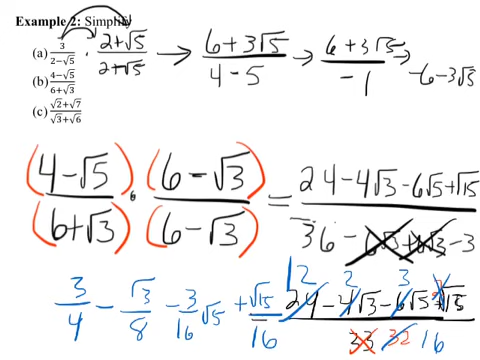 Example 2: Simplify
(a) 3/(2−√5) · (2+√5)/(2+√5) → (6+3√5)/(4−5) → (6+3√5)/(−1) → −6−3√5
(b) (4−√5)/(6+√3)
(c) (√2+√7)/(√3+√6)
(4−√5)/(6+√3) · (6−√3)/(6−√3) = (24−4√3−6√5+√15)/(36−6√3+6√3−3)
3/4 − √3/8 − 3/16 √5 + √15/16
12 2 3
(24−4√3−6√5+√15)/(33 32 16)